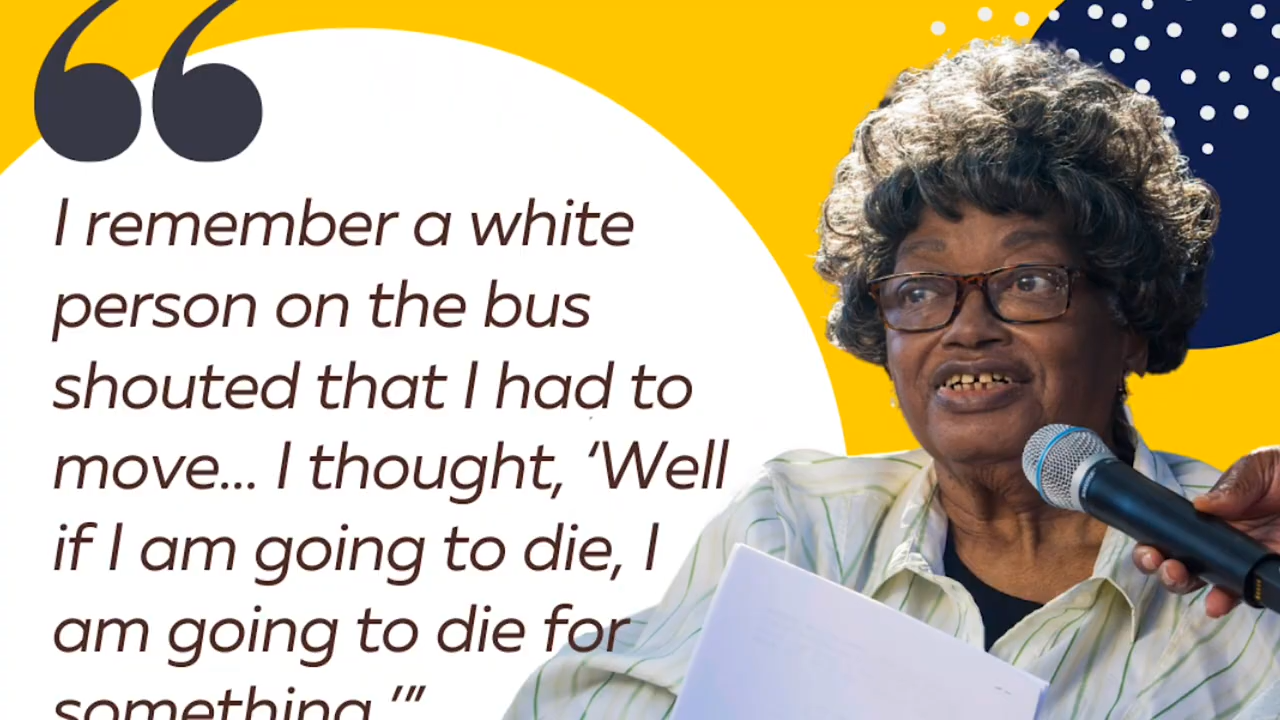 “
I remember a white
person on the bus
shouted that I had to
move... I thought, ‘Well
if I am going to die, I
am going to die for
something.’”